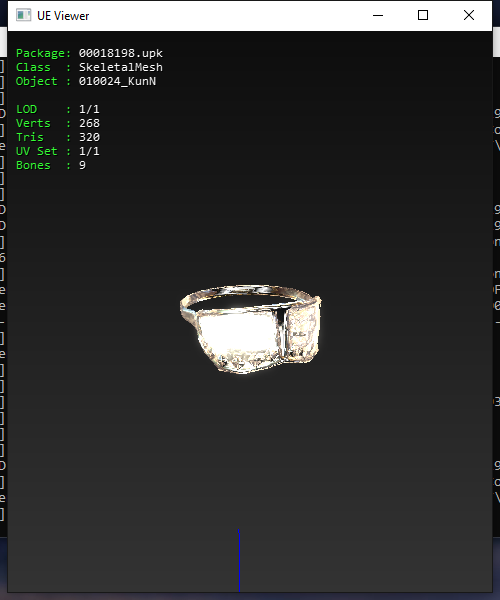 UE Viewer
Package: 00018198.upk
Class : SkeletalMesh
Object : 010024_KunN
LOD : 1/1
Verts : 268
Tris : 320
UV Set : 1/1
Bones : 9